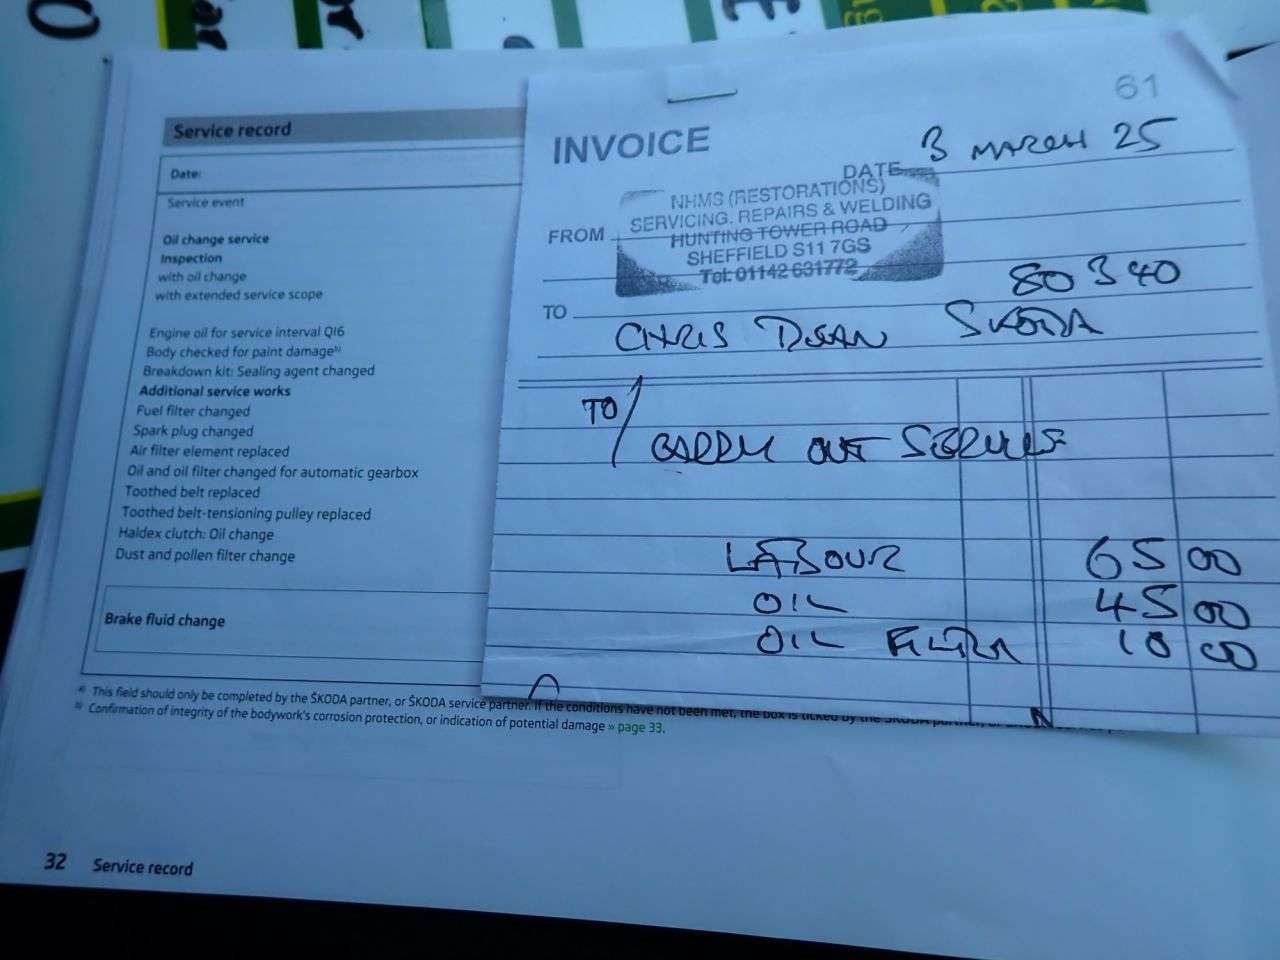 Service record
Date:
Service event
Oil change service
Inspection
with oil change
with extended service scope
Engine oil for service interval QI6
Body checked for paint damage b)
Breakdown kit: Sealing agent changed
Additional service works
Fuel filter changed
Spark plug changed
Air filter element replaced
Oil and oil filter changed for automatic gearbox
Toothed belt replaced
Toothed belt-tensioning pulley replaced
Haldex clutch: Oil change
Dust and pollen filter change
Brake fluid change
a) This field should only be completed by the ŠKODA partner, or ŠKODA service partner. If the conditions have not been met, the box is ticked by the ŠKODA
b) Confirmation of integrity of the bodywork's corrosion protection, or indication of potential damage » page 33.
32 Service record
61
INVOICE
DATE 3 MARCH 25
FROM
NHMS (RESTORATIONS)
SERVICING, REPAIRS & WELDING
HUNTING TOWER ROAD
SHEFFIELD S11 7GS
Tel: 01142 631772
80340
TO CHRIS DEAN SKODA
TO/
CARRY OUT SERVICE
LABOUR 65 00
OIL 45 00
OIL FILTER 10 00